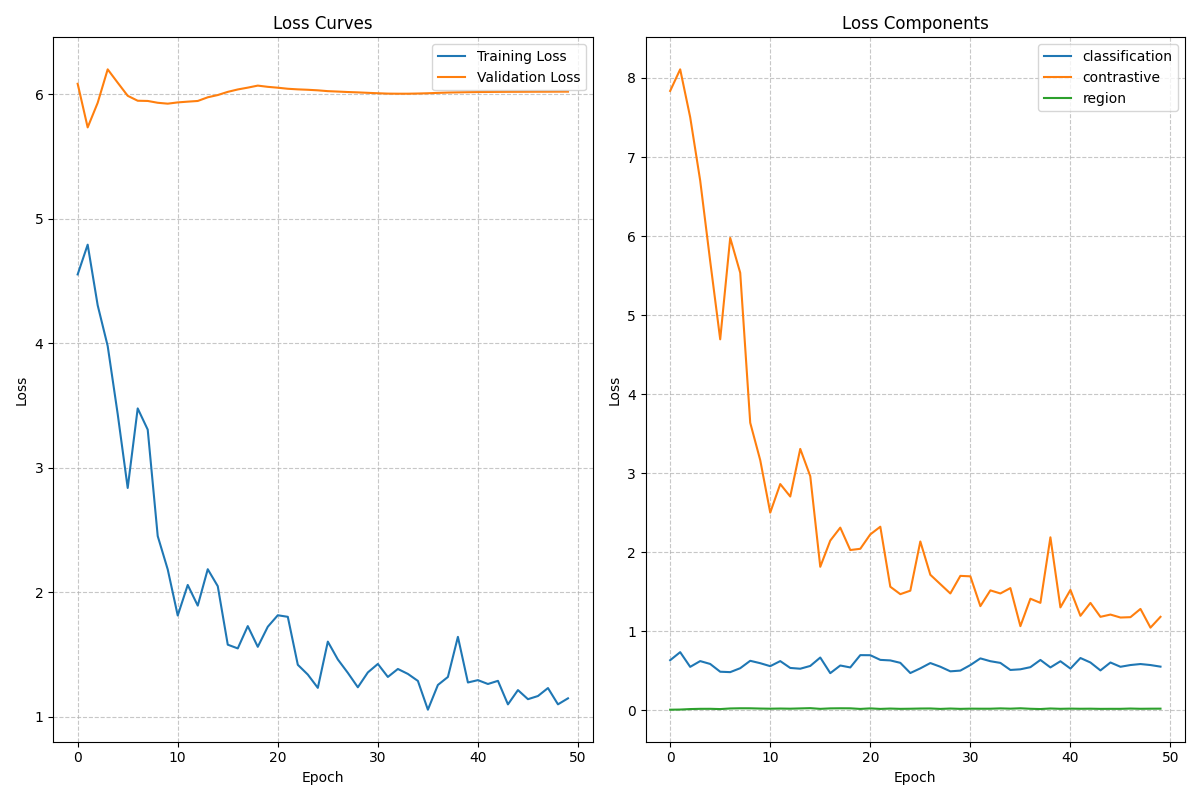 Loss Curves
Training Loss
Validation Loss
6
5
4
3
2
1
Loss
0 10 20 30 40 50
Epoch
Loss Components
classification
contrastive
region
8
7
6
5
4
3
2
1
0
Loss
0 10 20 30 40 50
Epoch